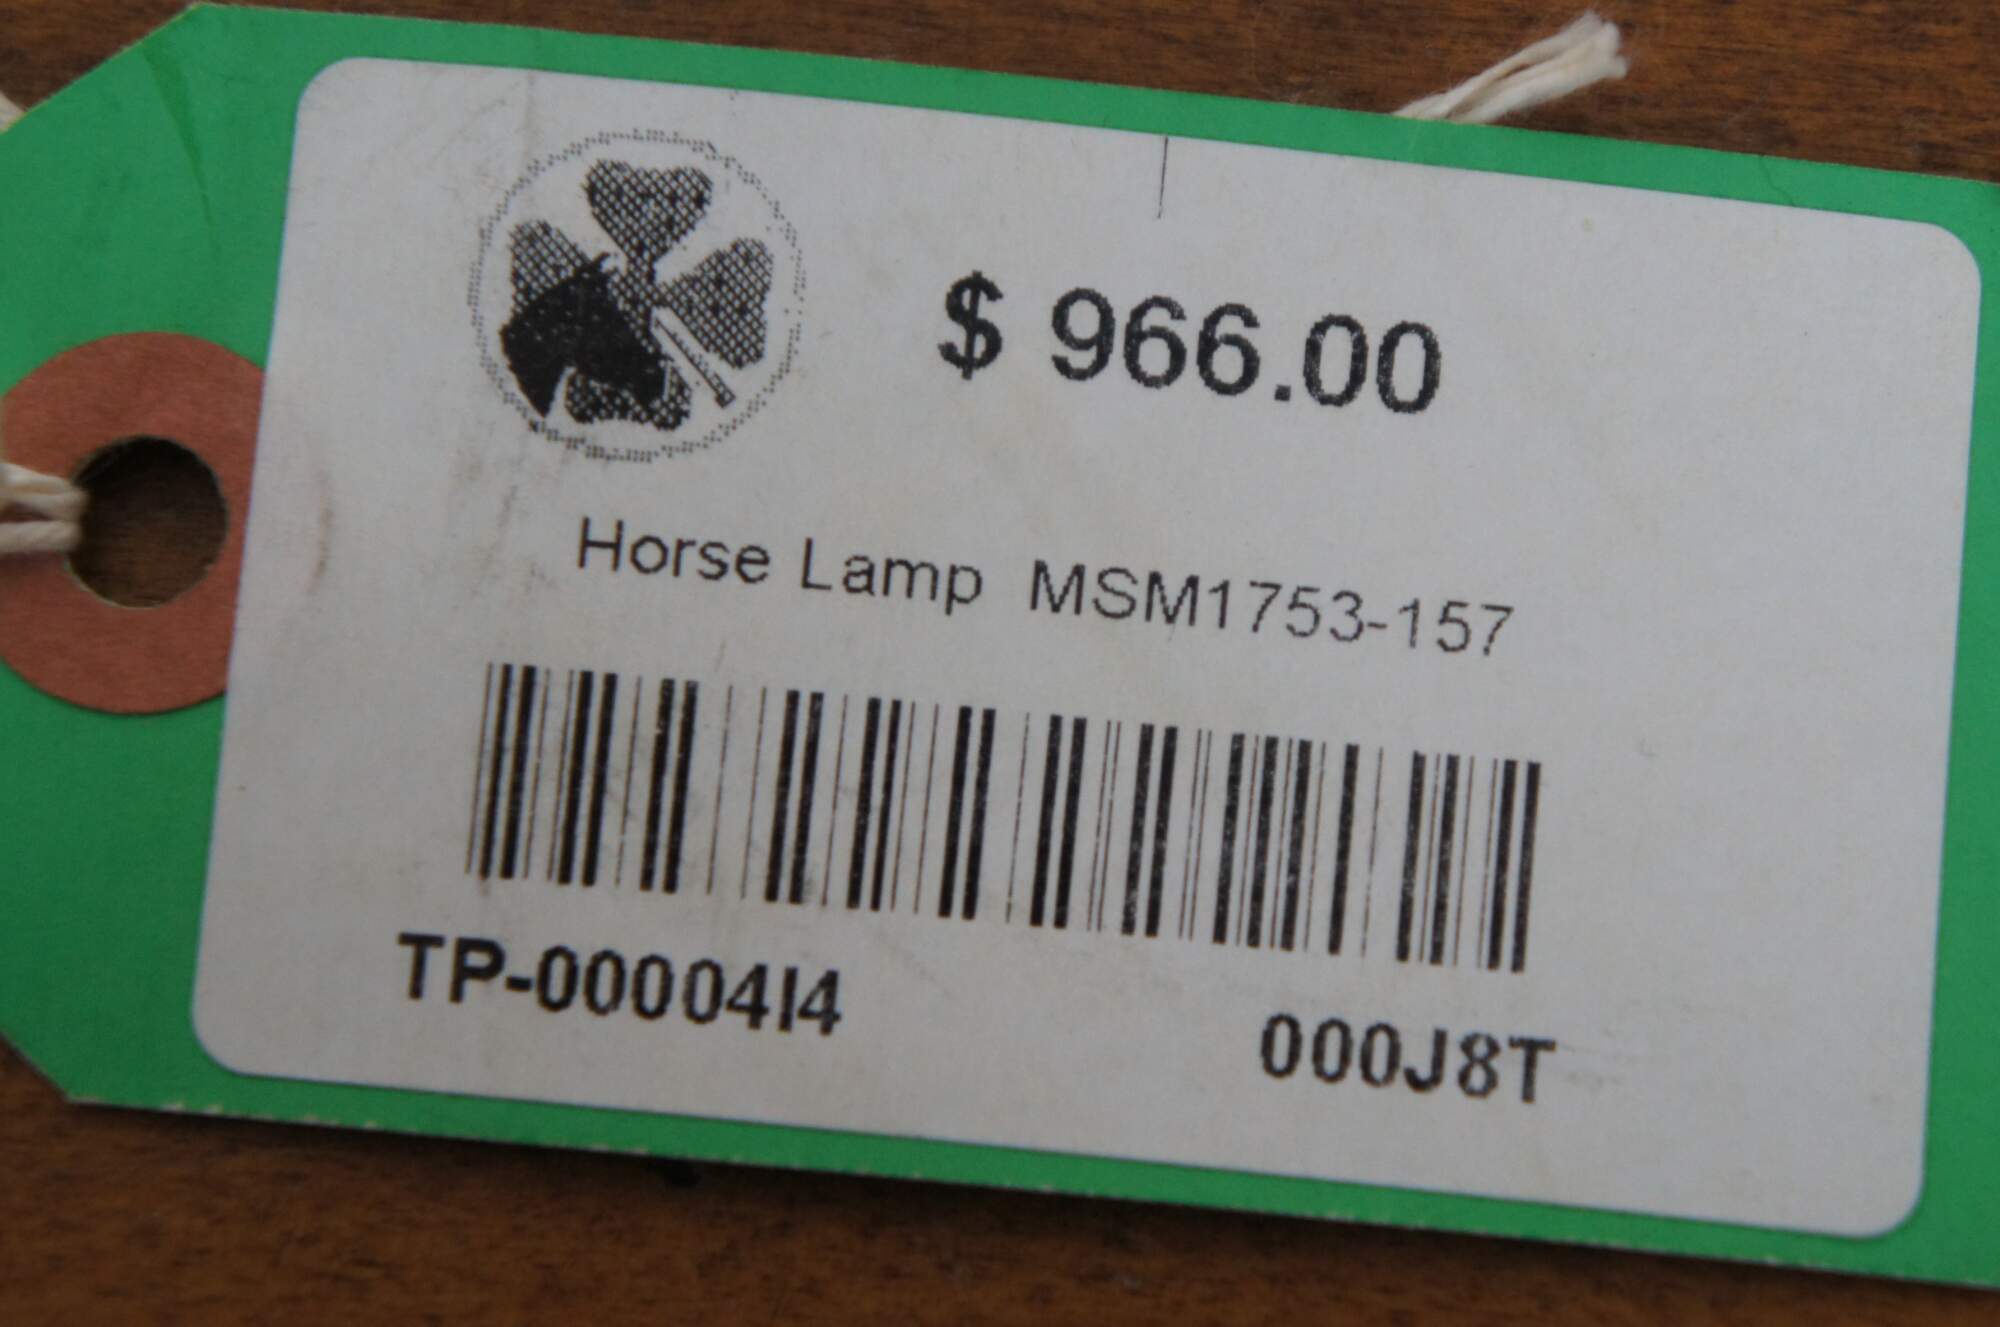 $ 966.00
Horse Lamp MSM1753-157
TP-00004I4
000J8T